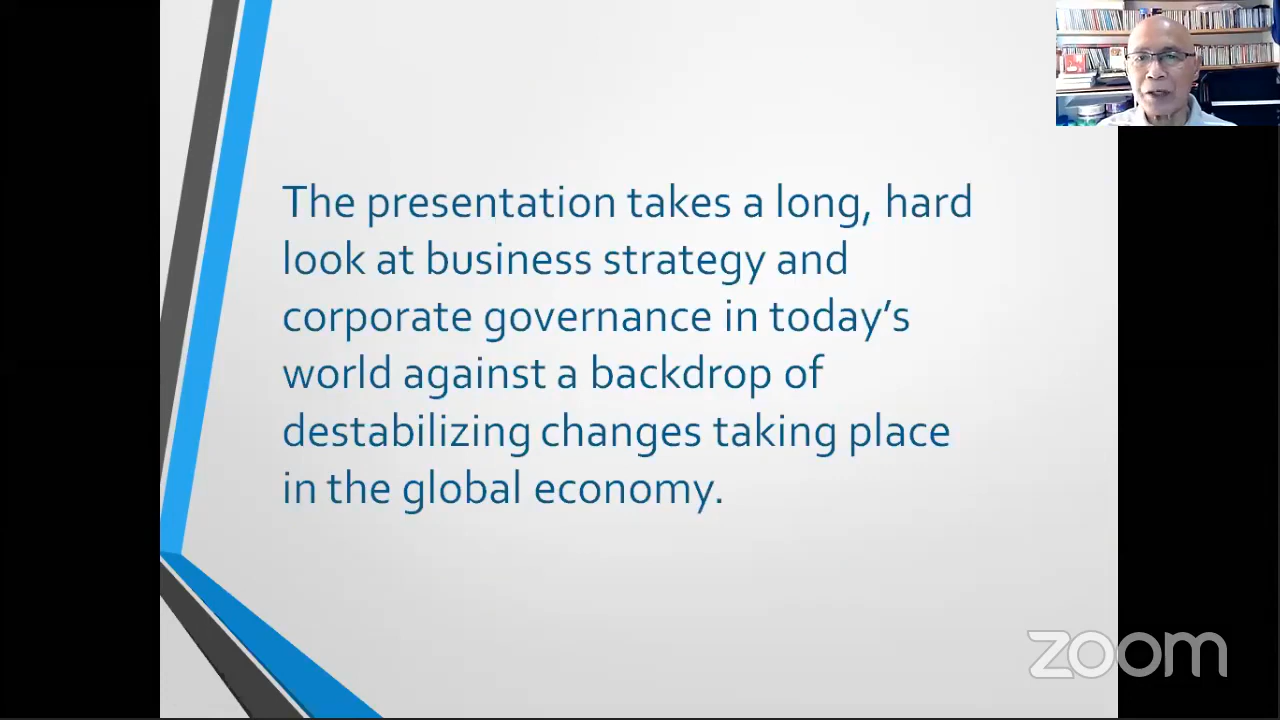 The presentation takes a long, hard
look at business strategy and
corporate governance in today’s
world against a backdrop of
destabilizing changes taking place
in the global economy.
zoom